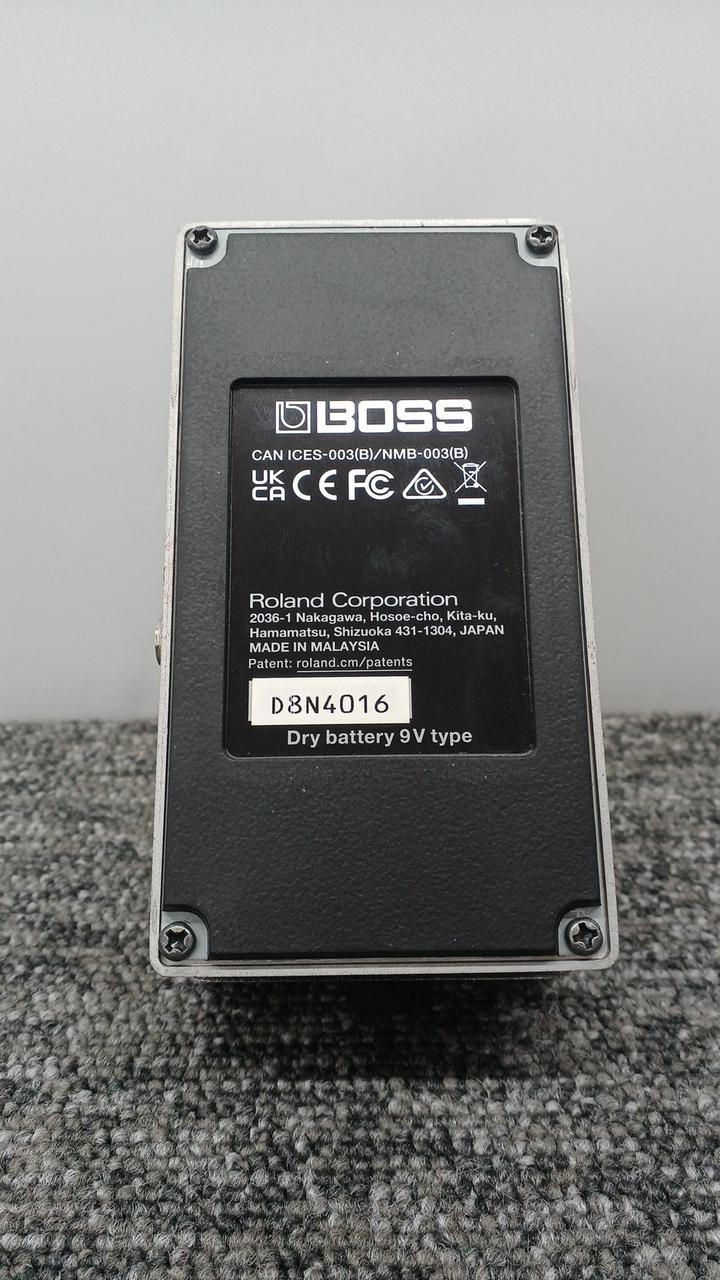 BOSS
CAN ICES-003(B)/NMB-003(B)
UK
CA CE FC
Roland Corporation
2036-1 Nakagawa, Hosoe-cho, Kita-ku,
Hamamatsu, Shizuoka 431-1304, JAPAN
MADE IN MALAYSIA
Patent: roland.cm/patents
D8N4016
Dry battery 9V type